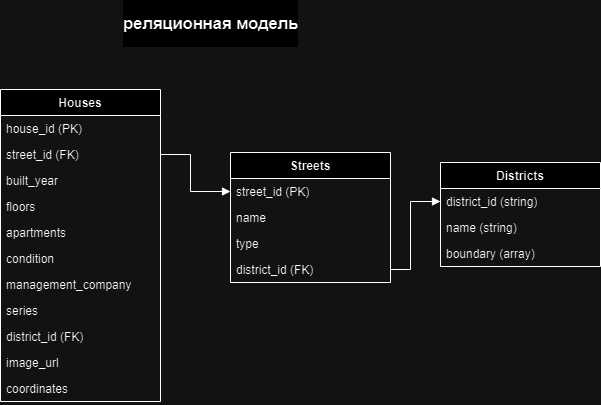 реляционная модель
Houses
house_id (PK)
street_id (FK)
built_year
floors
apartments
condition
management_company
series
district_id (FK)
image_url
coordinates
Streets
street_id (PK)
name
type
district_id (FK)
Districts
district_id (string)
name (string)
boundary (array)